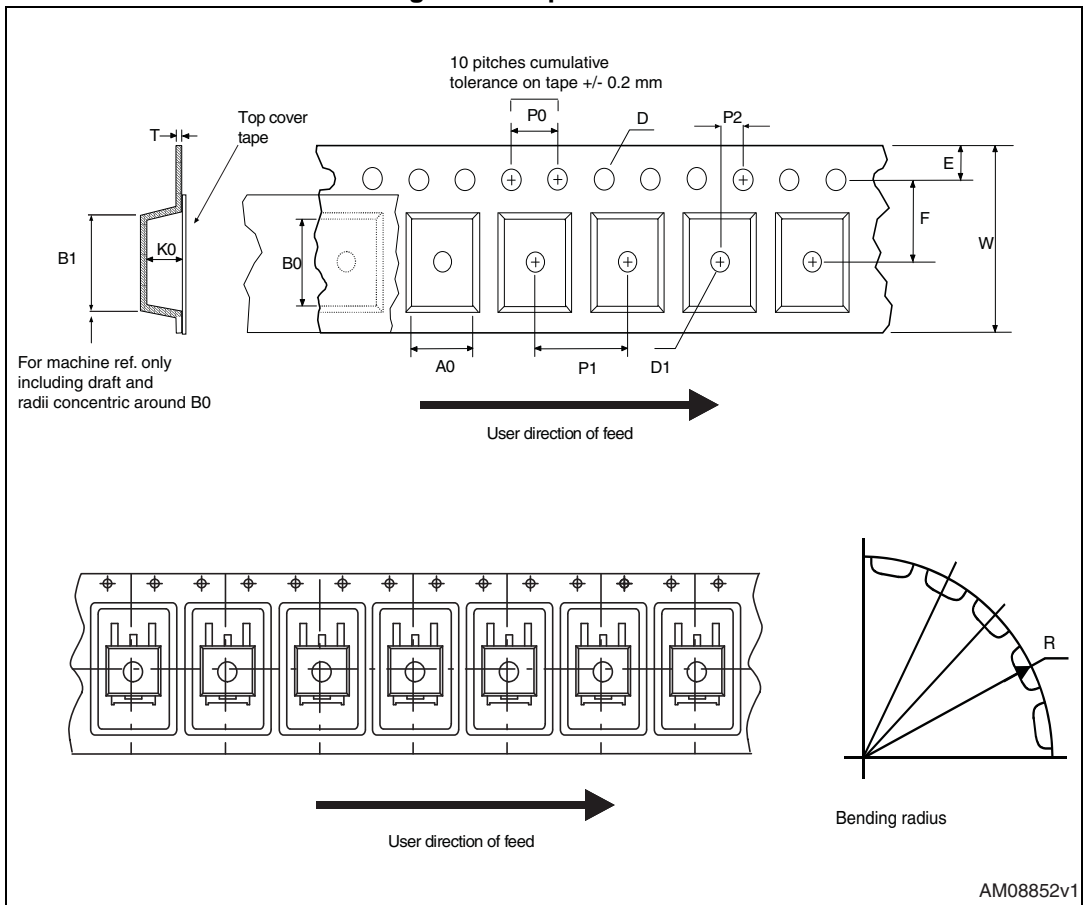 10 pitches cumulative
tolerance on tape +/- 0.2 mm
P0
D
P2
Top cover
tape
T
E
F
W
K0
B1
B0
For machine ref. only
including draft and
radii concentric around B0
A0
P1
D1
User direction of feed
R
Bending radius
User direction of feed
AM08852v1